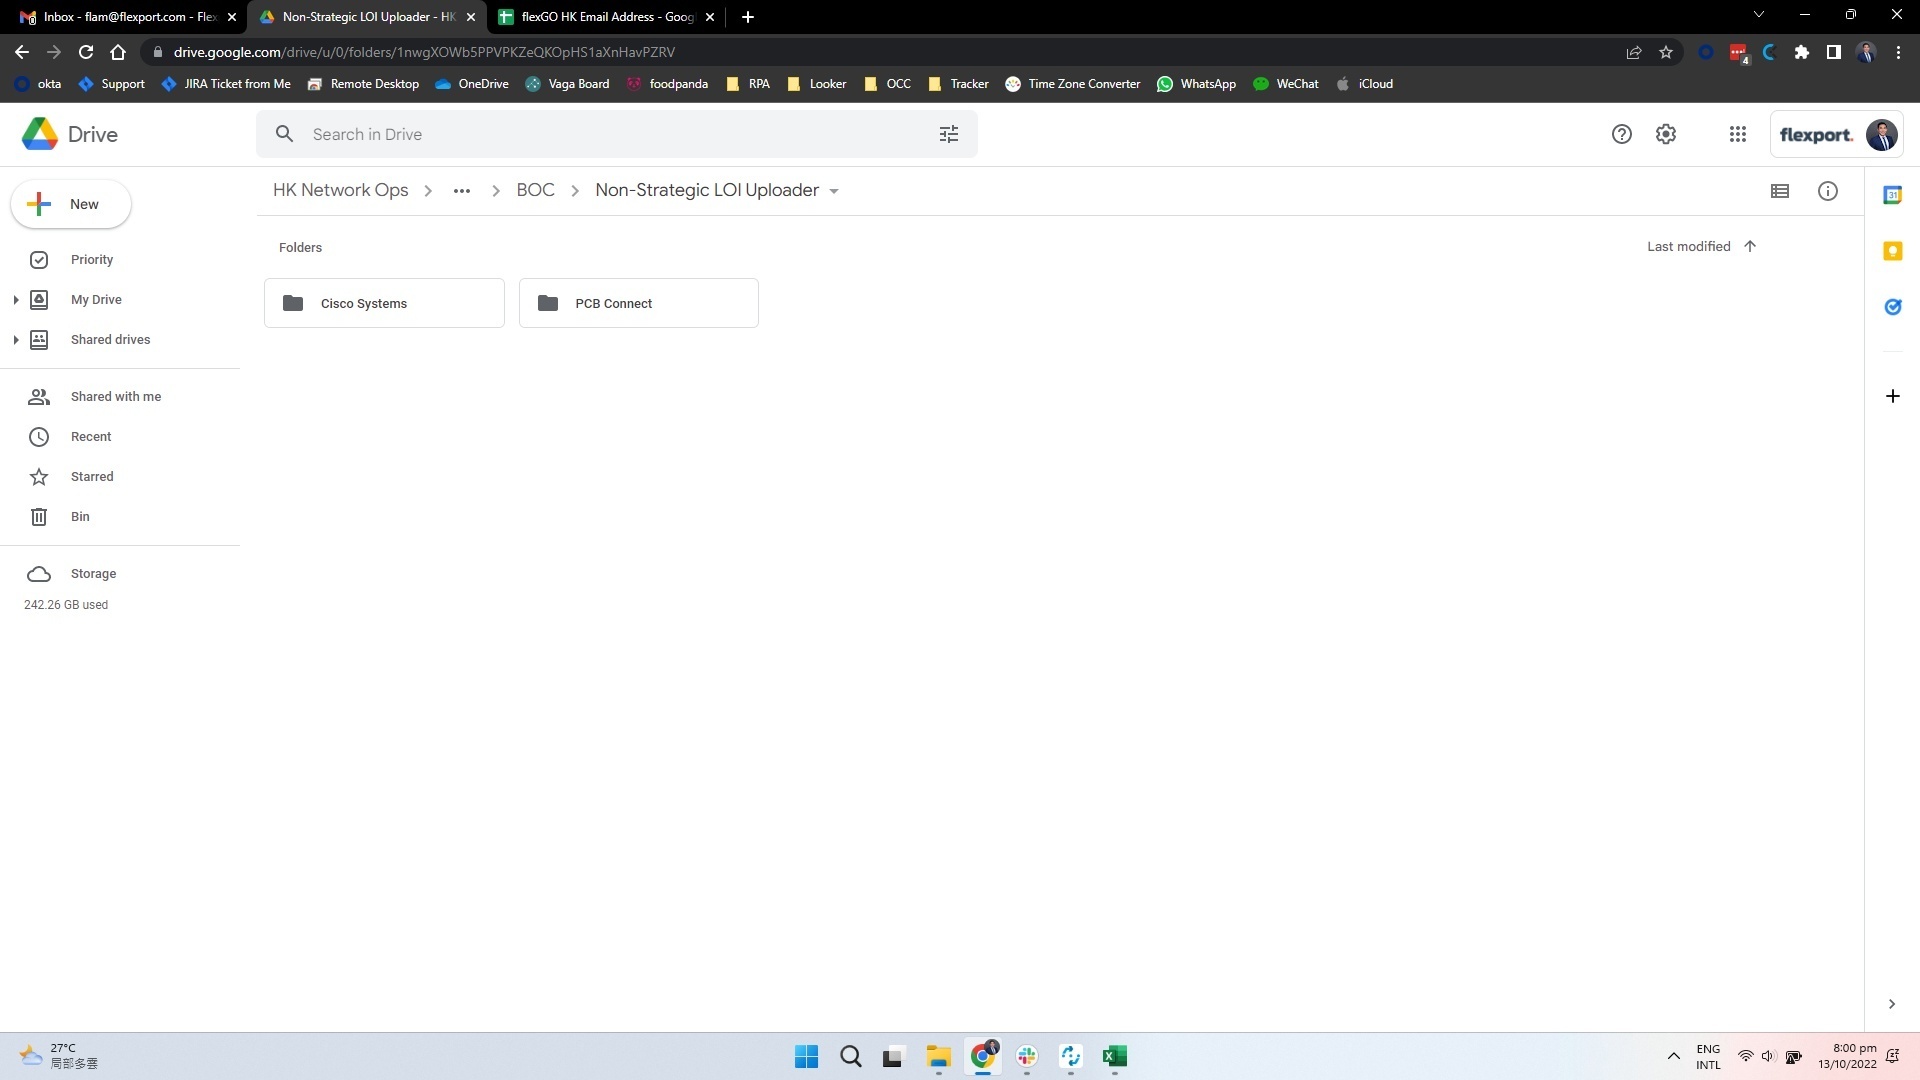 Inbox - flam@flexport.com - Flex
Non-Strategic LOI Uploader - HK
flexGO HK Email Address - Goog
drive.google.com/drive/u/0/folders/1nwgXOWb5PPVPKZeQKOpHS1aXnHavPZRV
4
okta
Support
JIRA Ticket from Me
Remote Desktop
OneDrive
Vaga Board
foodpanda
RPA
Looker
OCC
Tracker
Time Zone Converter
WhatsApp
WeChat
iCloud
Drive
Search in Drive
flexport.
New
HK Network Ops
BOC
Non-Strategic LOI Uploader
31
Folders
Last modified
Priority
My Drive
Shared drives
Cisco Systems
PCB Connect
Shared with me
Recent
Starred
Bin
Storage
242.26 GB used
27°C
局部多雲
ENG
INTL
8:00 pm
13/10/2022